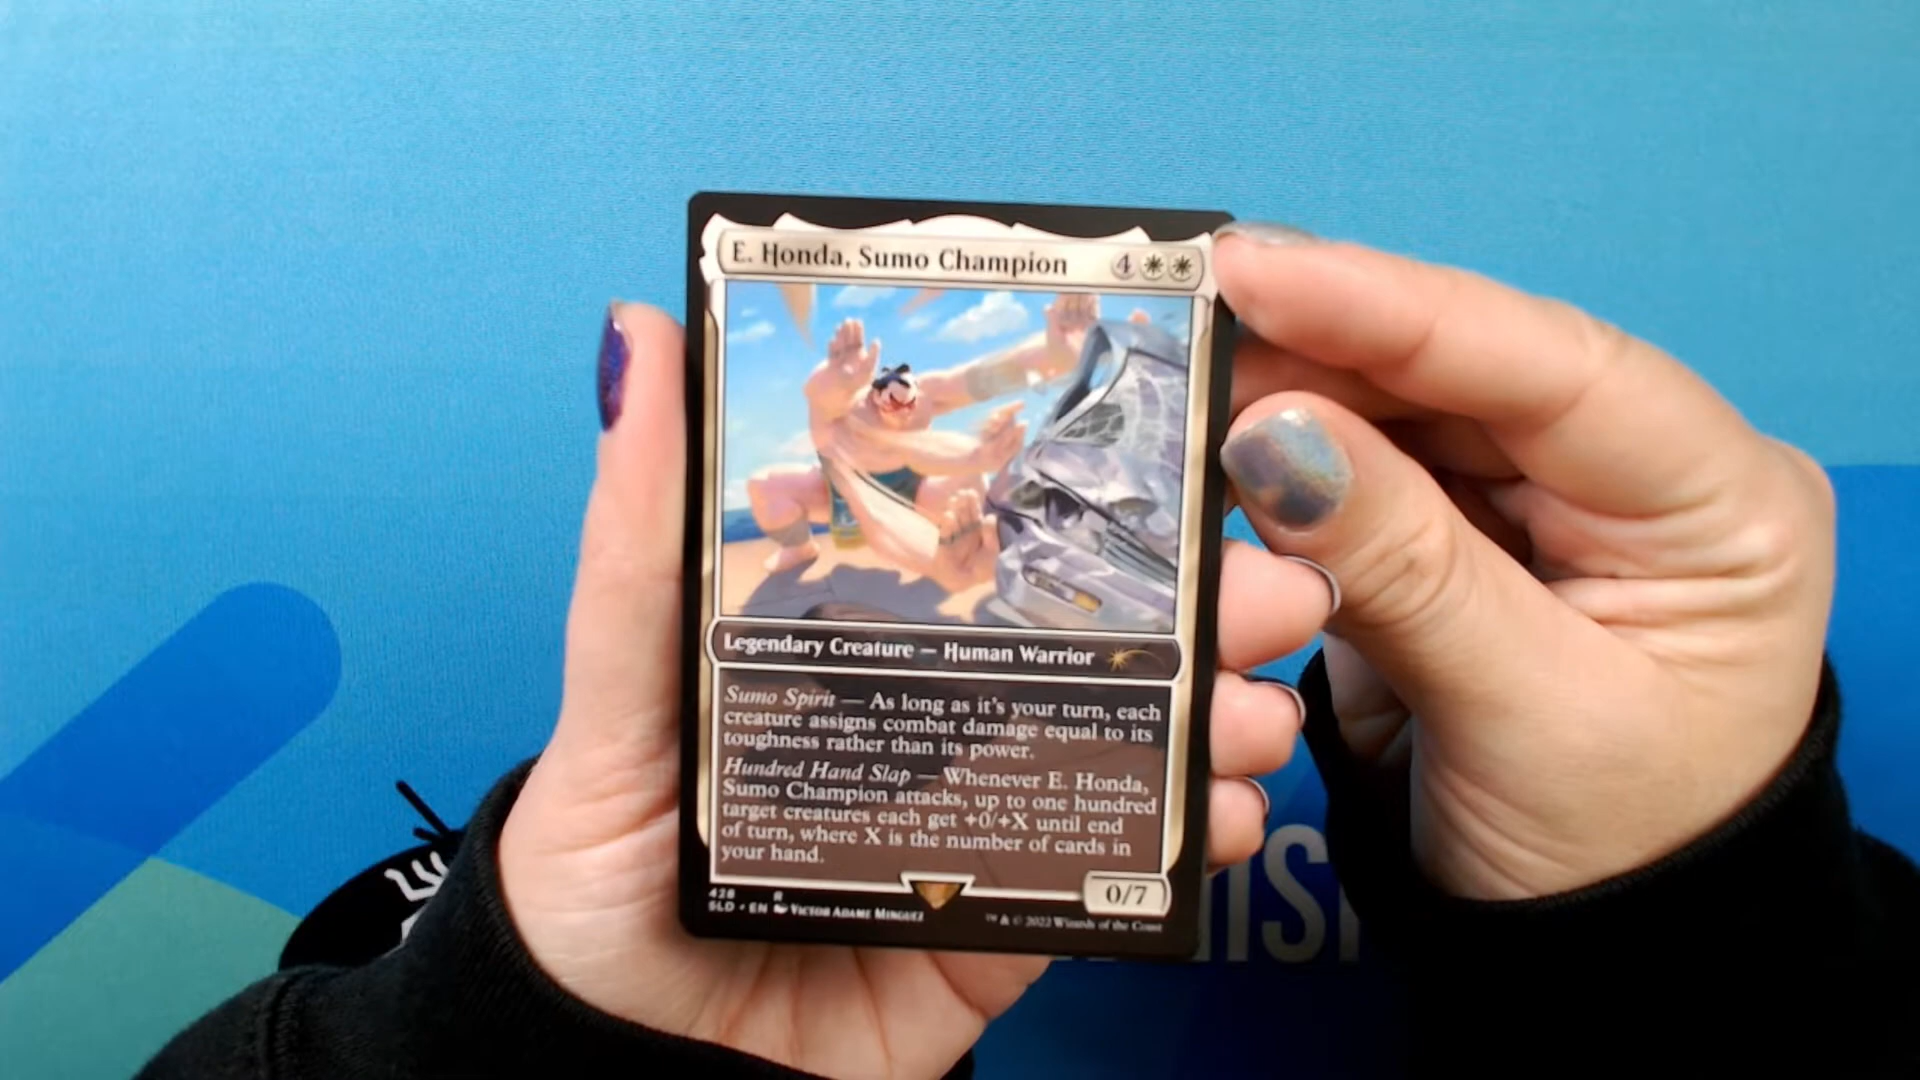 E. Honda, Sumo Champion 4
Legendary Creature — Human Warrior
Sumo Spirit — As long as it's your turn, each
creature assigns combat damage equal to its
toughness rather than its power.
Hundred Hand Slap — Whenever E. Honda,
Sumo Champion attacks, up to one hundred
target creatures each get +0/+X until end
of turn, where X is the number of cards in
your hand.
0/7
428 R
SLD • EN VICTOR ADAME MINGUEZ
™ & © 2022 Wizards of the Coast